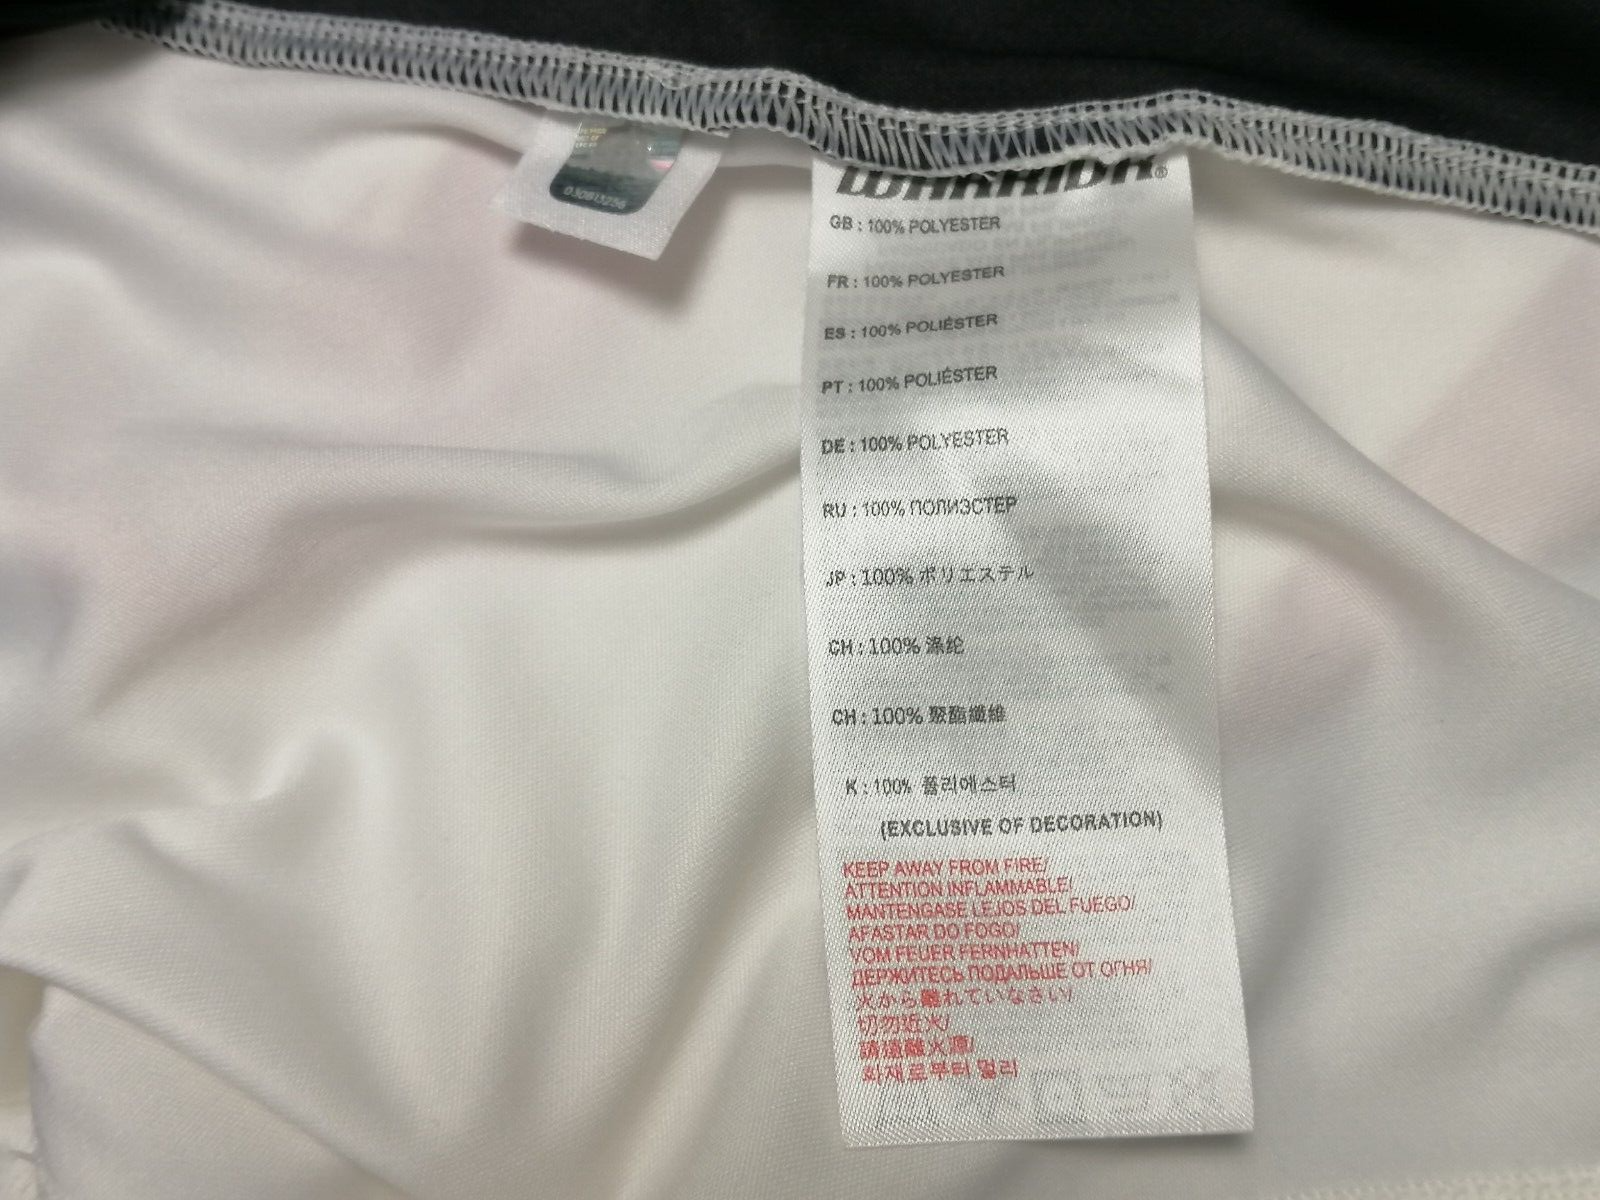 030813256
WARRIOR®
GB : 100% POLYESTER
FR : 100% POLYESTER
ES : 100% POLIÉSTER
PT : 100% POLIÉSTER
DE : 100% POLYESTER
RU : 100% ПОЛИЭСТЕР
JP : 100% ポリエステル
CH : 100% 涤纶
CH : 100% 聚酯纖維
K : 100% 폴리에스터
(EXCLUSIVE OF DECORATION)
KEEP AWAY FROM FIRE/
ATTENTION INFLAMMABLE/
MANTENGASE LEJOS DEL FUEGO/
AFASTAR DO FOGO/
VOM FEUER FERNHATTEN/
ДЕРЖИТЕСЬ ПОДАЛЬШЕ ОТ ОГНЯ/
火から離れていなさい/
切勿近火/
請遠離火源/
화재로부터 멀리